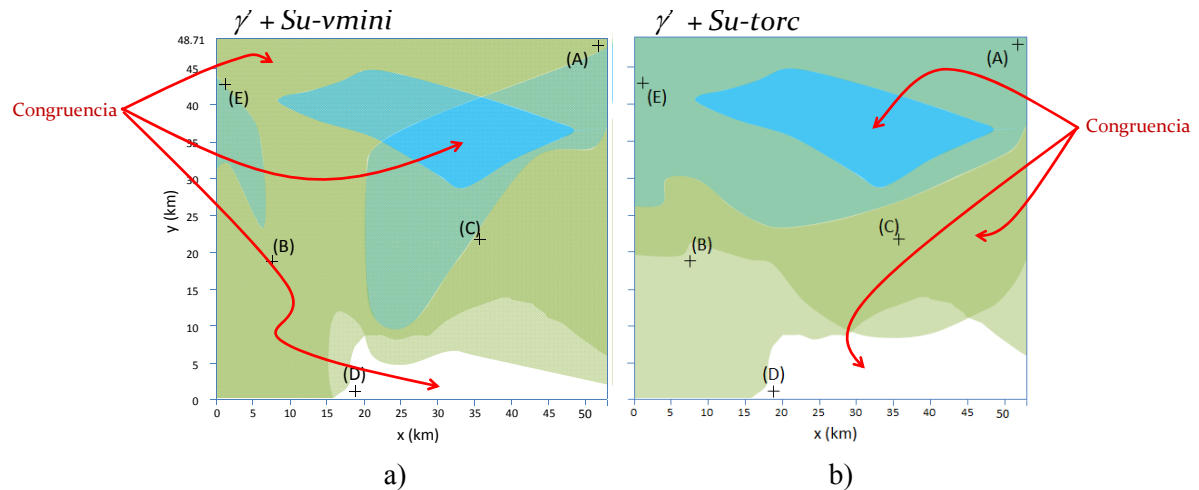 γ' + Su-vmini
48.71
45
40
35
30
25
20
15
10
5
0
y (km)
0 5 10 15 20 25 30 35 40 45 50
x (km)
(A)
(E)
(C)
(B)
(D)
Congruencia
a)
γ' + Su-torc
(A)
(E)
(C)
(B)
(D)
0 5 10 15 20 25 30 35 40 45 50
x (km)
Congruencia
b)